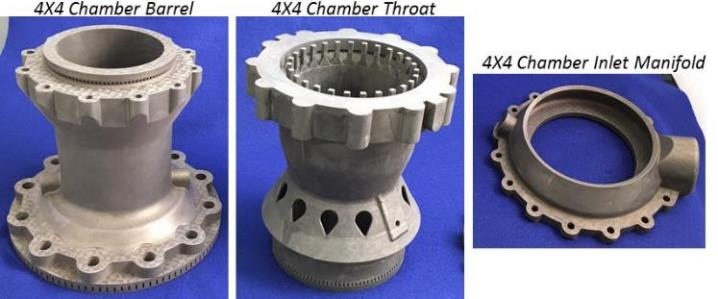 4X4 Chamber Barrel
4X4 Chamber Throat
4X4 Chamber Inlet Manifold